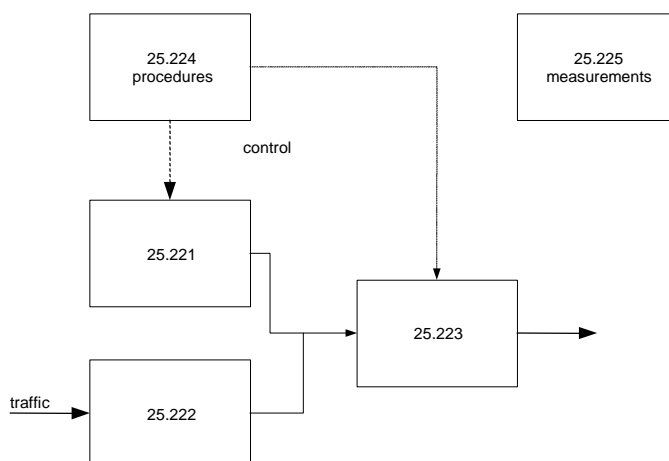 25.224
procedures
25.225
measurements
control
25.221
25.223
traffic
25.222